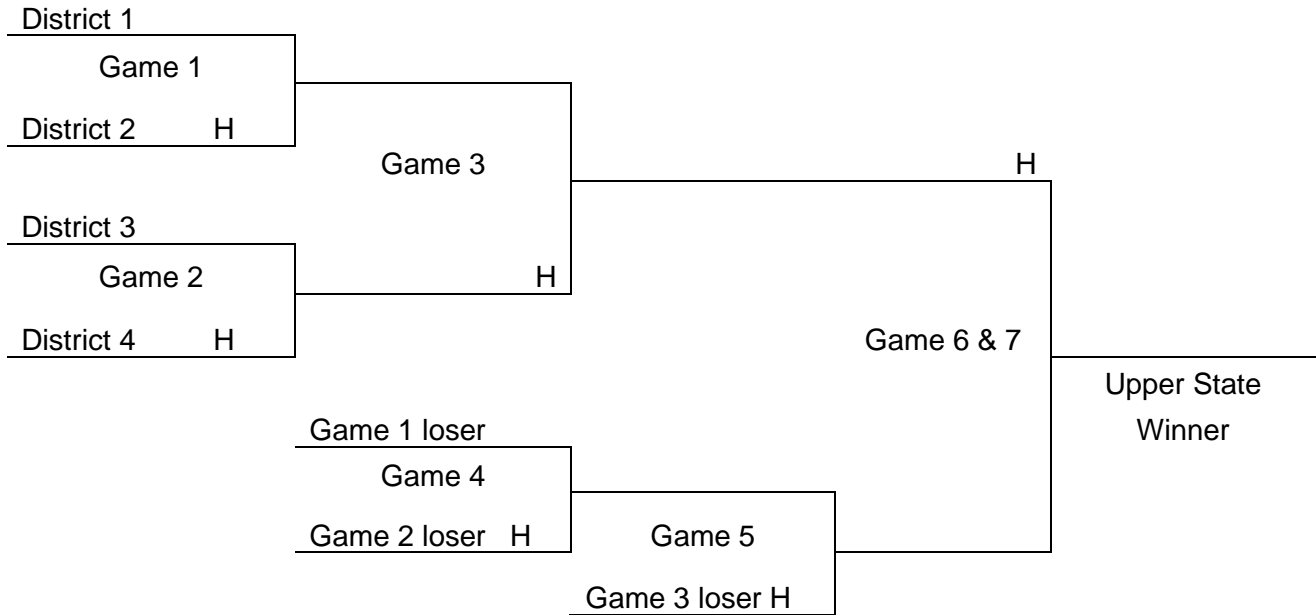 District 1
Game 1
District 2 H
Game 3
H
District 3
Game 2
H
District 4 H
Game 6 & 7
Upper State
Winner
Game 1 loser
Game 4
Game 2 loser H
Game 5
Game 3 loser H